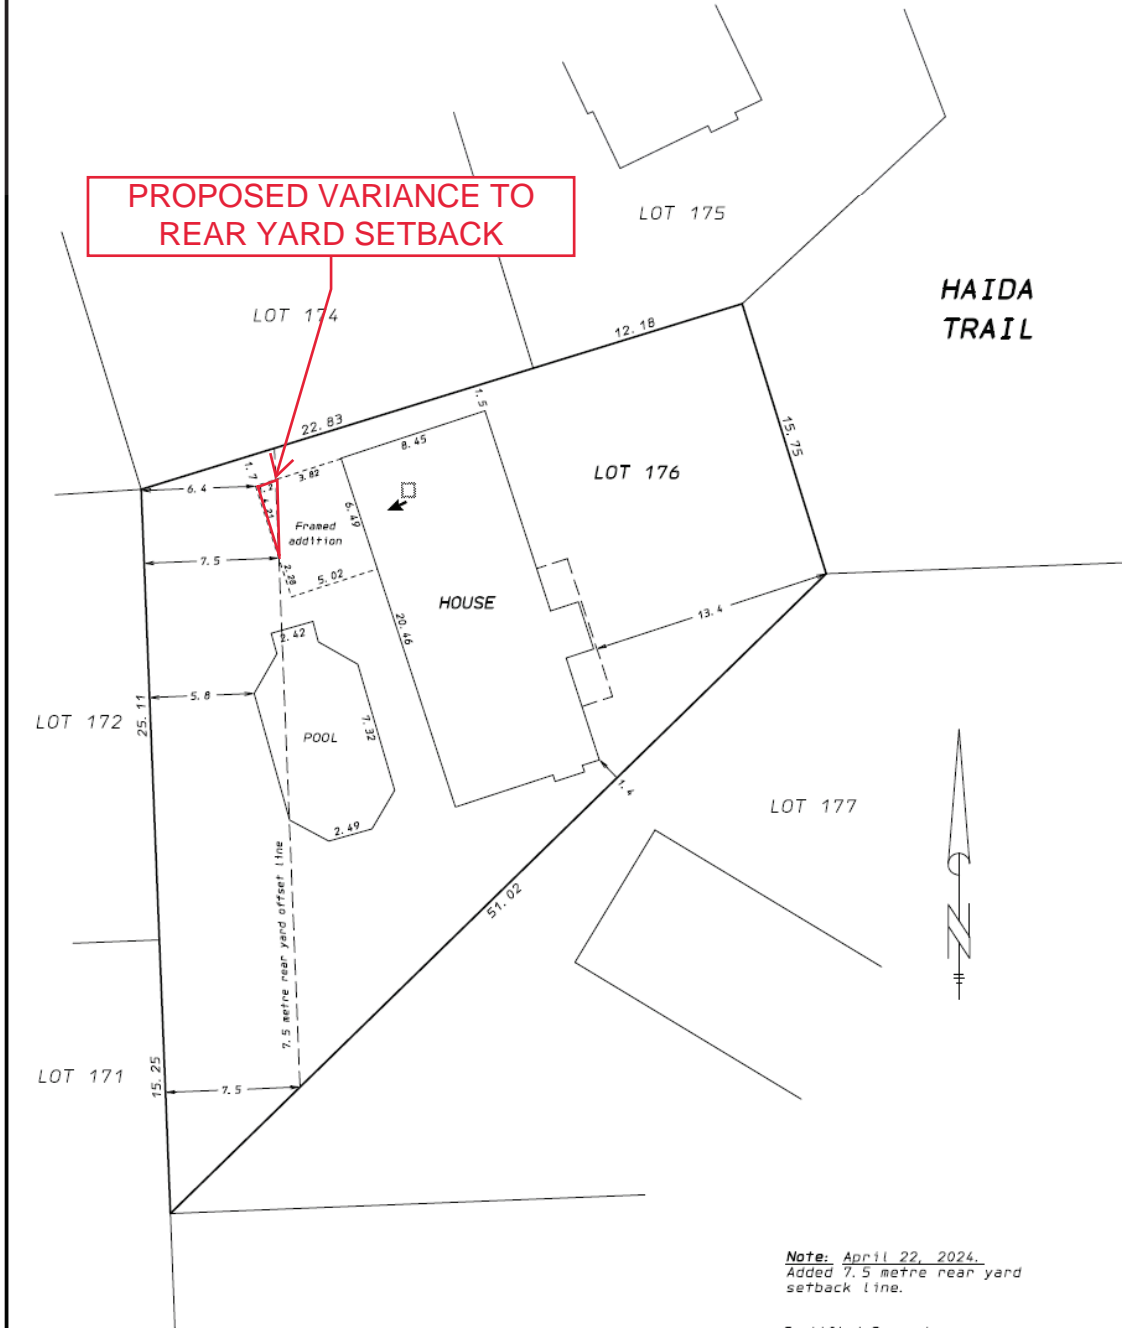 PROPOSED VARIANCE TO
REAR YARD SETBACK
LOT 175
HAIDA
TRAIL
LOT 174
12.18
22.83
1.5
8.45
15.75
1.7
3.82
LOT 176
6.4
6.49
Framed
addition
7.5
2.28
5.02
HOUSE
13.4
20.46
2.42
5.8
25.11
LOT 172
7.32
POOL
1.4
LOT 177
2.49
51.02
7.5 metre rear yard offset line
N
15.25
LOT 171
7.5
Note: April 22, 2024.
Added 7.5 metre rear yard
setback line.